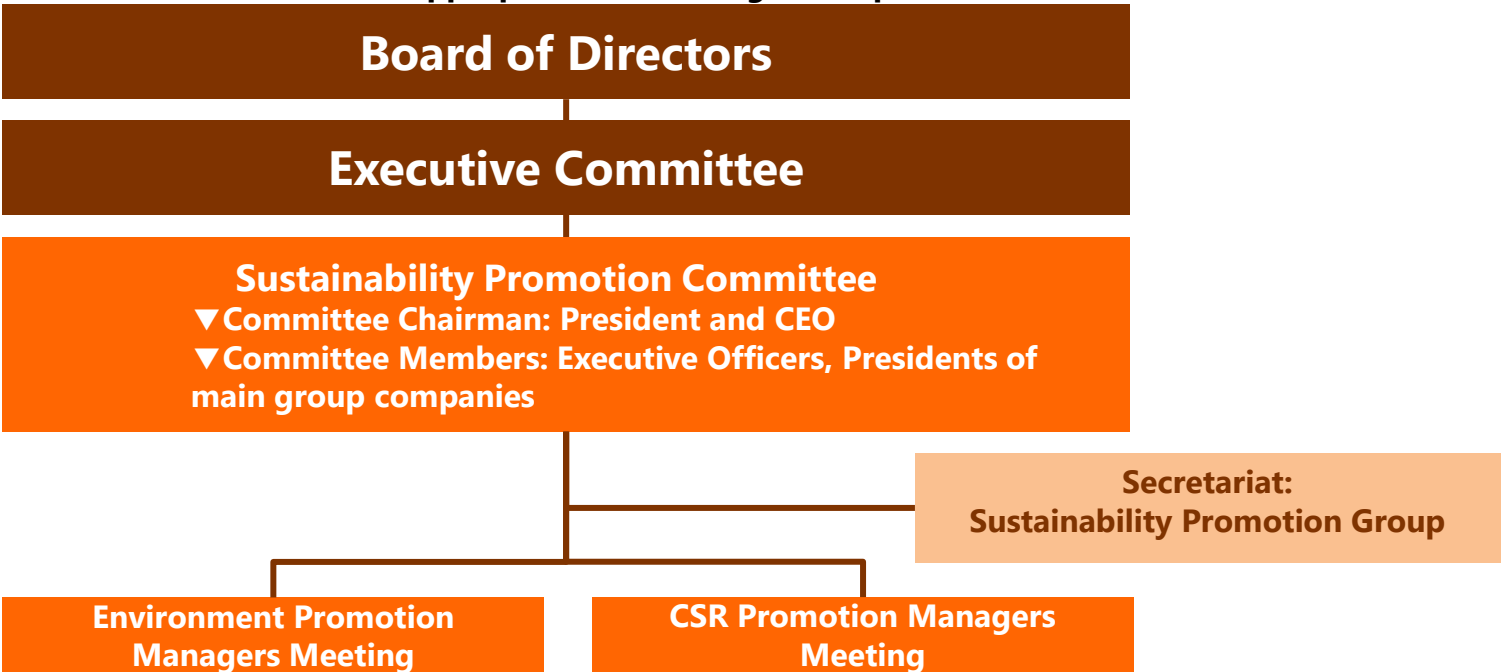 Board of Directors
Executive Committee
Sustainability Promotion Committee
▼Committee Chairman: President and CEO
▼Committee Members: Executive Officers, Presidents of
main group companies
Secretariat:
Sustainability Promotion Group
Environment Promotion
Managers Meeting
CSR Promotion Managers
Meeting